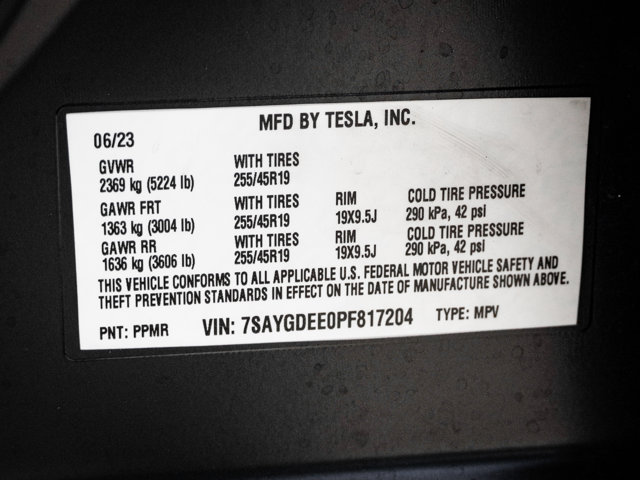 MFD BY TESLA, INC.
06/23
GVWR WITH TIRES
2369 kg (5224 lb) 255/45R19
GAWR FRT WITH TIRES RIM COLD TIRE PRESSURE
1363 kg (3004 lb) 255/45R19 19X9.5J 290 kPa, 42 psi
GAWR RR WITH TIRES RIM COLD TIRE PRESSURE
1636 kg (3606 lb) 255/45R19 19X9.5J 290 kPa, 42 psi
THIS VEHICLE CONFORMS TO ALL APPLICABLE U.S. FEDERAL MOTOR VEHICLE SAFETY AND
THEFT PREVENTION STANDARDS IN EFFECT ON THE DATE OF MANUFACTURE SHOWN ABOVE.
PNT: PPMR VIN: 7SAYGDEE0PF817204 TYPE: MPV